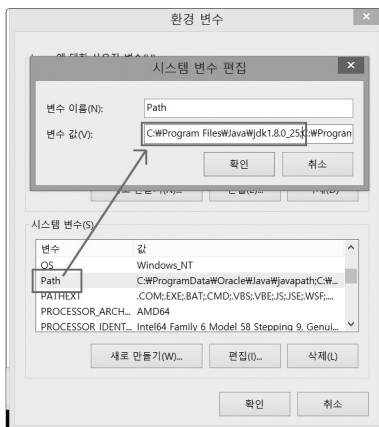 환경 변수
시스템 변수 편집
변수 이름(N):
Path
변수 값(V):
C:₩Program Files₩Java₩jdk1.8.0_25;C:₩Program
확인
취소
시스템 변수(S)
변수 값
OS Windows_NT
Path C:₩ProgramData₩Oracle₩Java₩javapath;C:₩...
PATHEXT .COM;.EXE;.BAT;.CMD;.VBS;.VBE;.JS;.JSE;.WSF;....
PROCESSOR_ARCH... AMD64
PROCESSOR IDENT... Intel64 Family 6 Model 58 Stepping 9, Genui...
새로 만들기(W)...
편집(I)...
삭제(L)
확인
취소